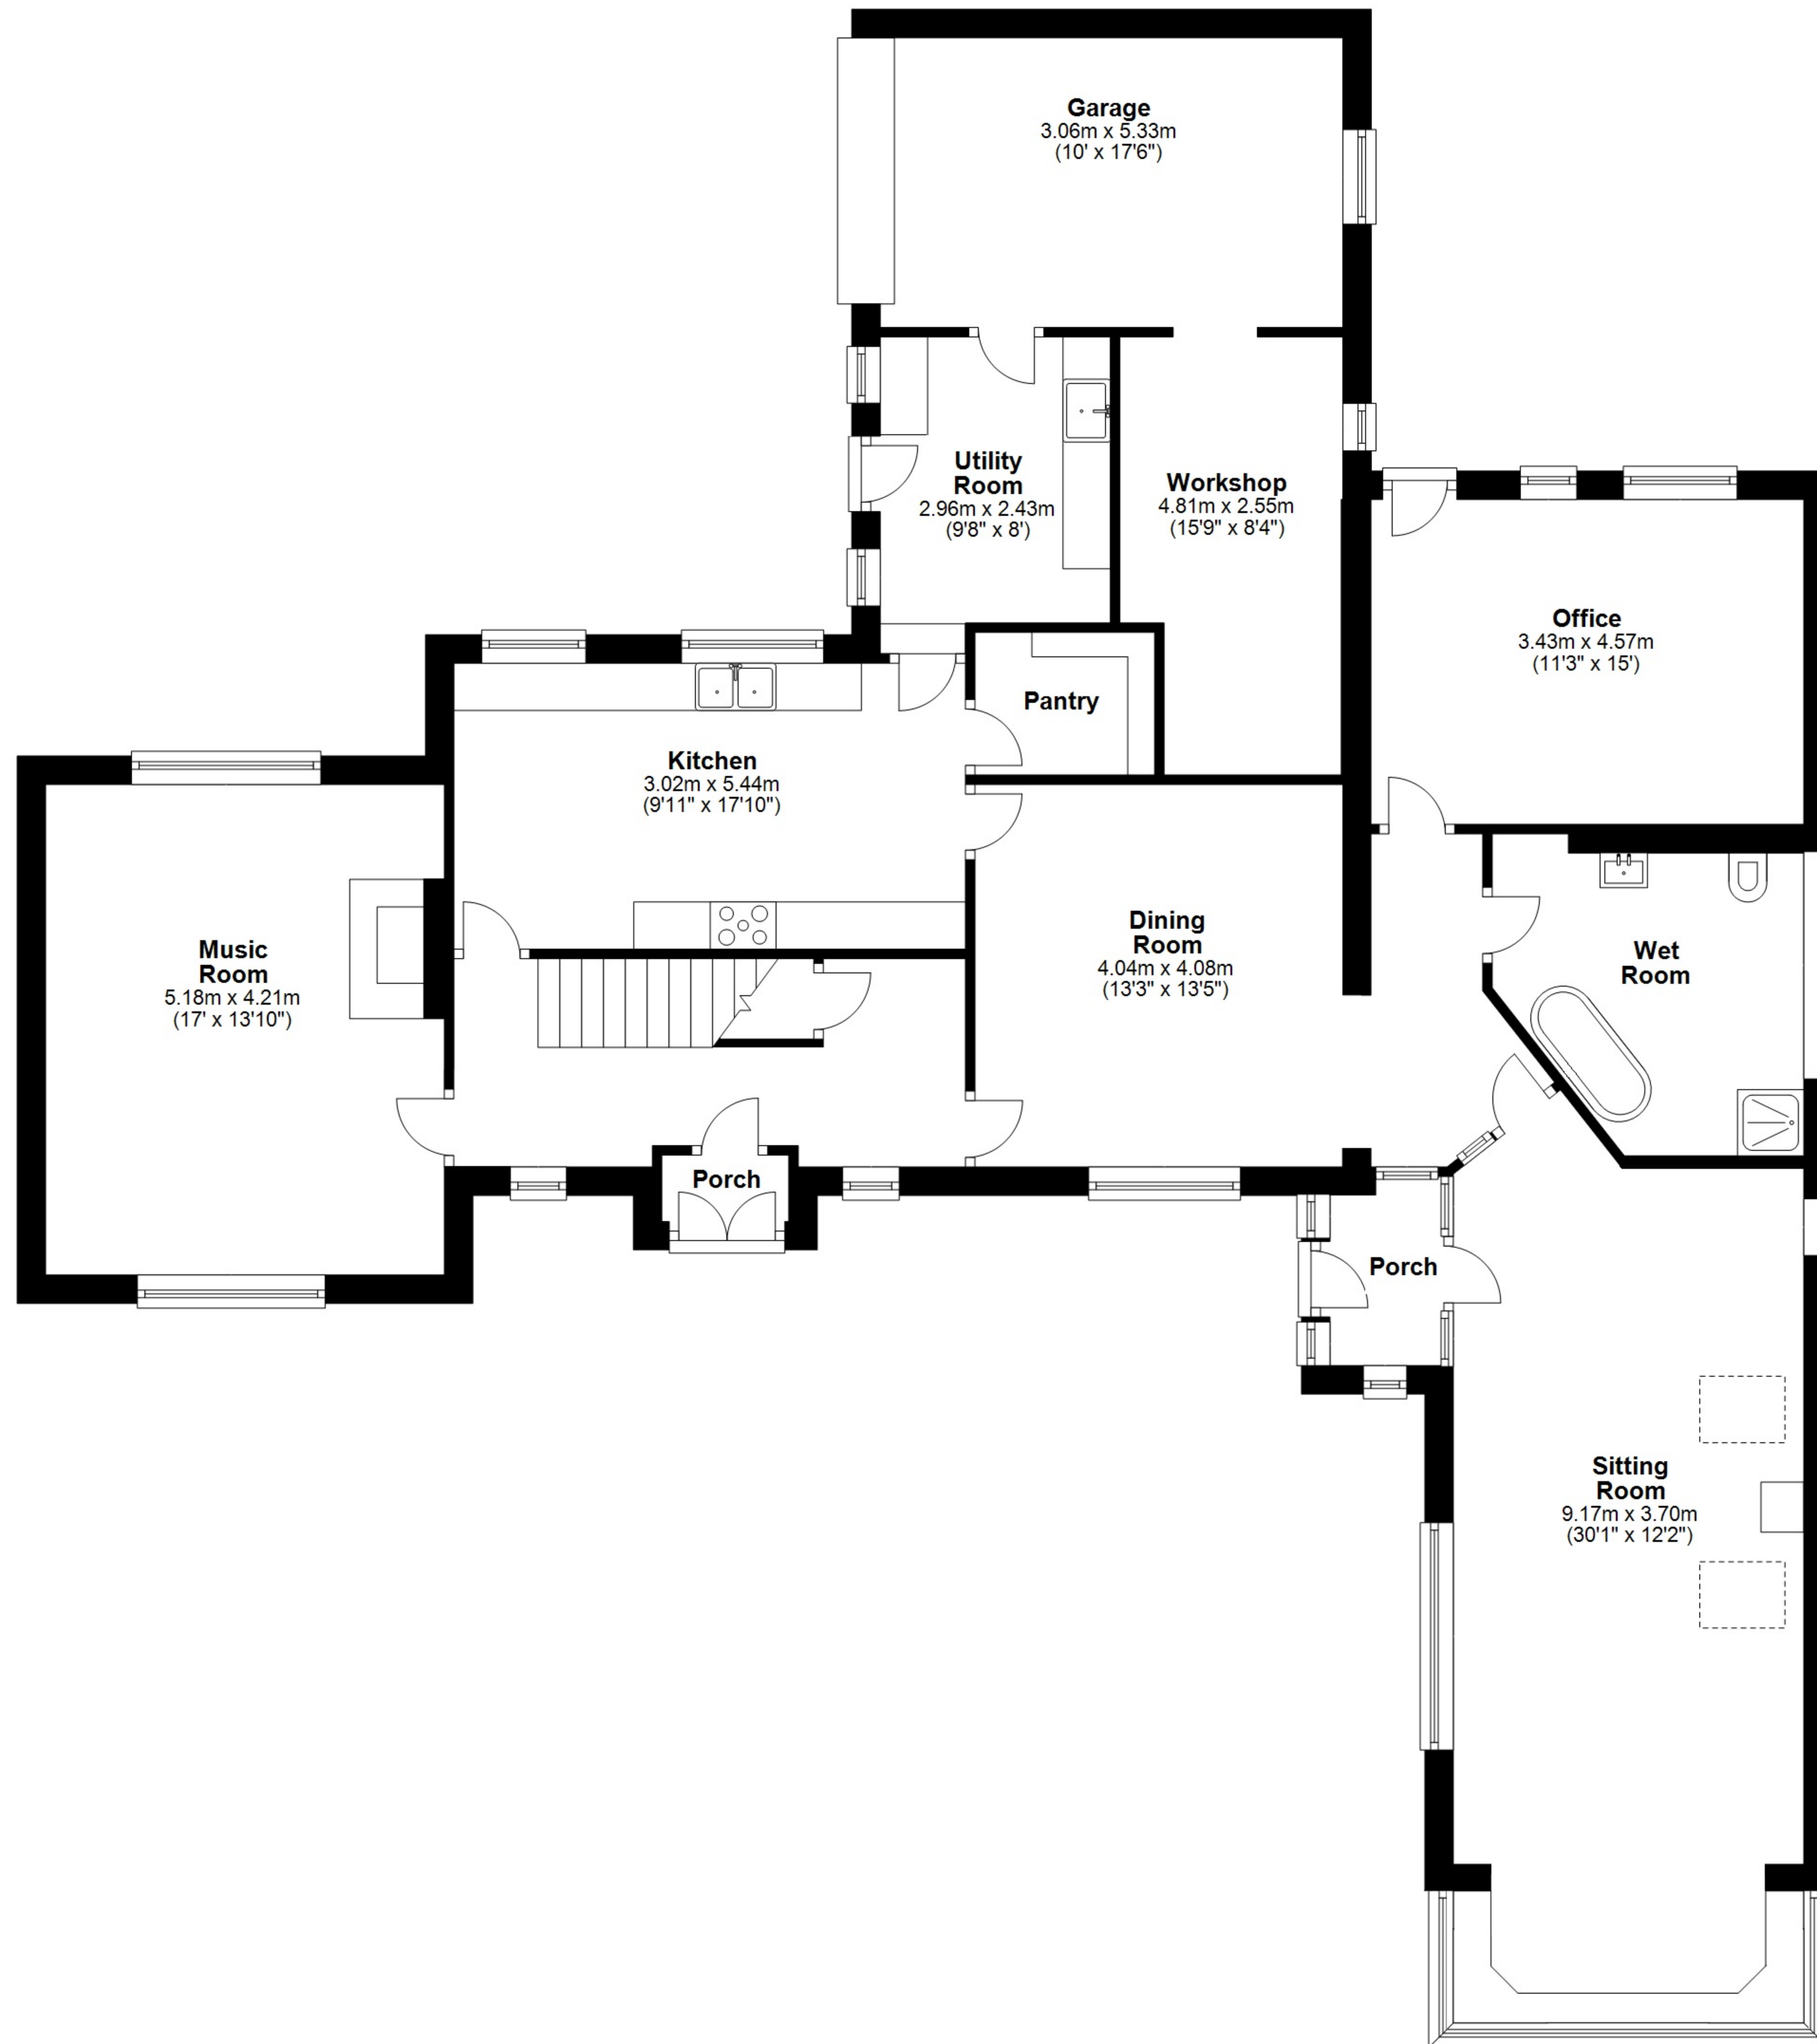 Garage
3.06m x 5.33m
(10' x 17'6")
Utility
Room
2.96m x 2.43m
(9'8" x 8')
Workshop
4.81m x 2.55m
(15'9" x 8'4")
Office
3.43m x 4.57m
(11'3" x 15')
Pantry
Kitchen
3.02m x 5.44m
(9'11" x 17'10")
Dining
Room
4.04m x 4.08m
(13'3" x 13'5")
Music
Room
5.18m x 4.21m
(17' x 13'10")
Wet
Room
Porch
Porch
Sitting
Room
9.17m x 3.70m
(30'1" x 12'2")